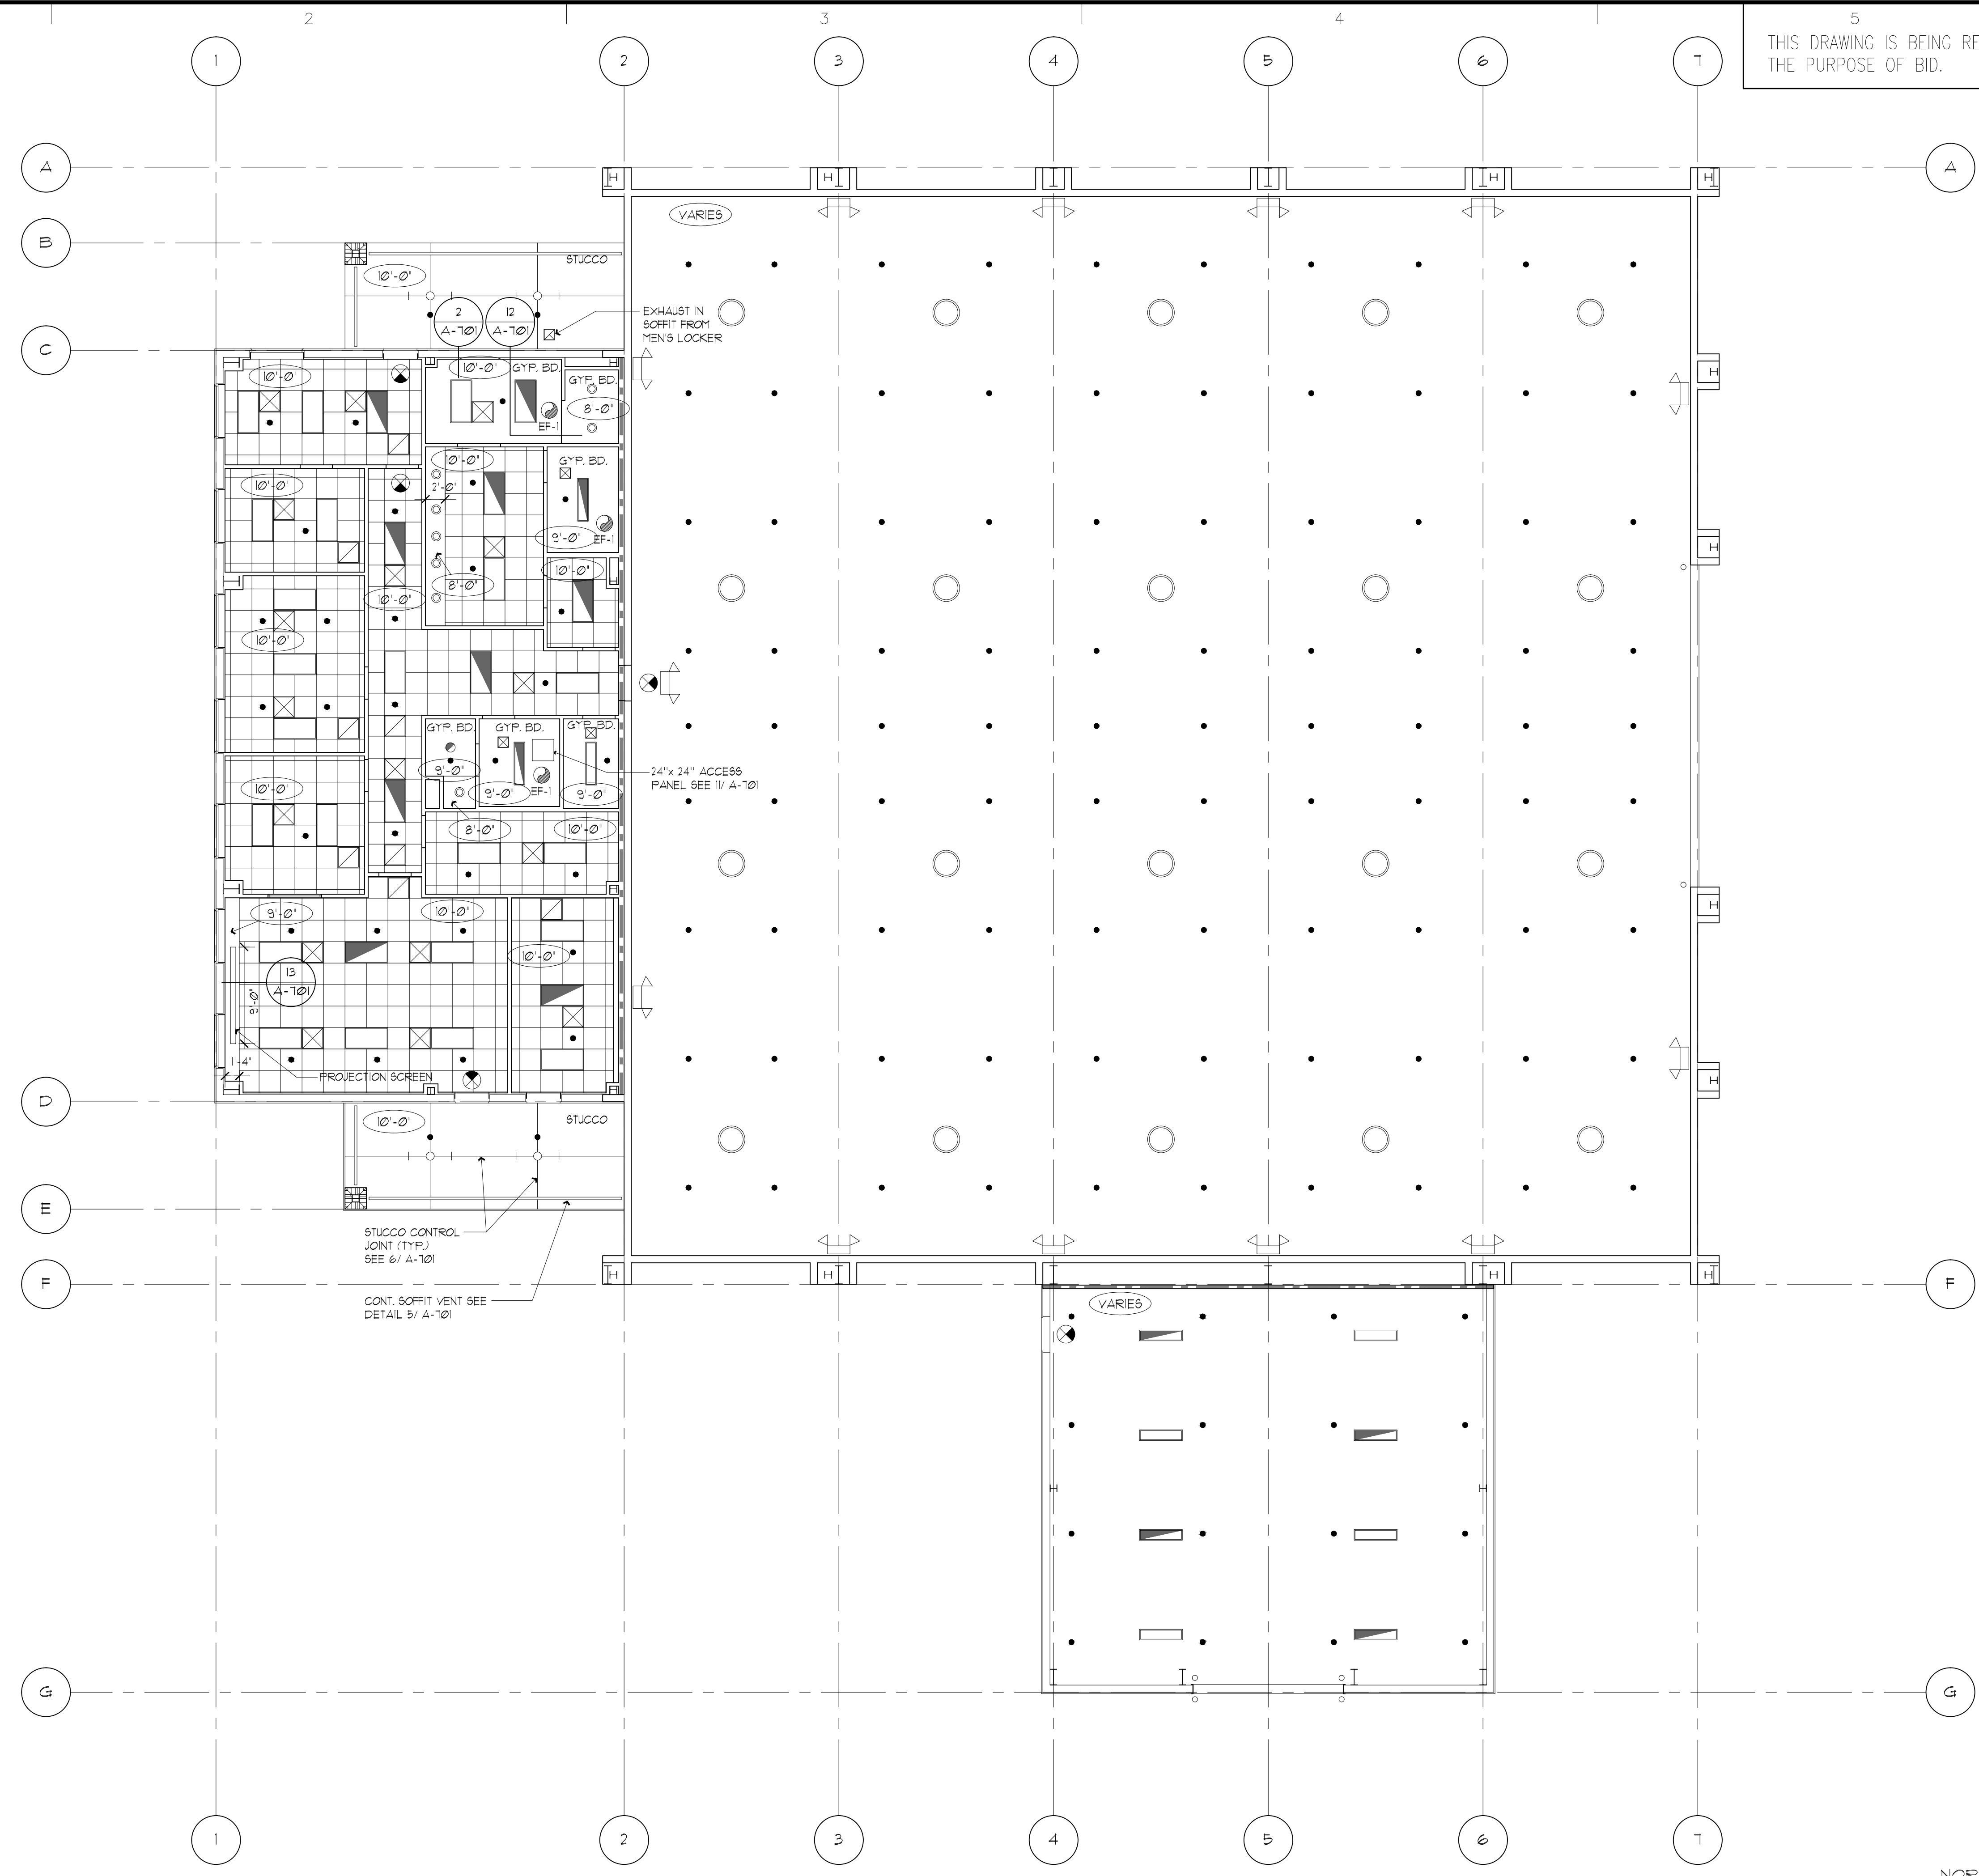 2
3
4
5
THIS DRAWING IS BEING RE
THE PURPOSE OF BID.
1
2
3
4
5
6
7
A
A
VARIES
B
STUCCO
10'-0"
2
A-701
12
A-701
EXHAUST IN
SOFFIT FROM
MEN'S LOCKER
C
10'-0"
10'-0"
GYP. BD.
GYP. BD.
8'-0"
EF-1
10'-0"
GYP. BD.
10'-0"
2'-0"
9'-0"
EF-1
10'-0"
8'-0"
10'-0"
10'-0"
GYP. BD.
GYP. BD.
GYP. BD.
9'-0"
24"x 24" ACCESS
PANEL SEE 11/ A-701
10'-0"
9'-0"
EF-1
9'-0"
8'-0"
10'-0"
9'-0"
10'-0"
10'-0"
13
A-701
9'-0"
1'-4"
PROJECTION SCREEN
D
10'-0"
STUCCO
E
STUCCO CONTROL
JOINT (TYP.)
SEE 6/ A-701
F
F
CONT. SOFFIT VENT SEE
DETAIL 5/ A-701
VARIES
G
G
1
2
3
4
5
6
7